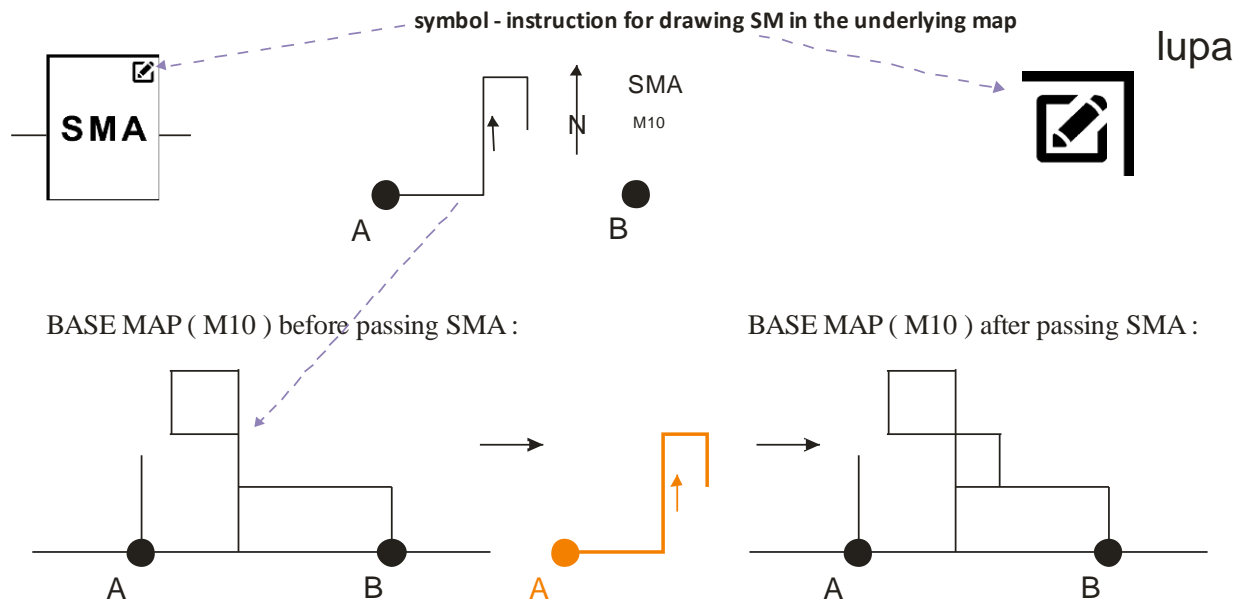 symbol - instruction for drawing SM in the underlying map
lupa
SMA
SMA
N
M10
A
B
BASE MAP ( M10 ) before passing SMA :
BASE MAP ( M10 ) after passing SMA :
A
B
A
A
B